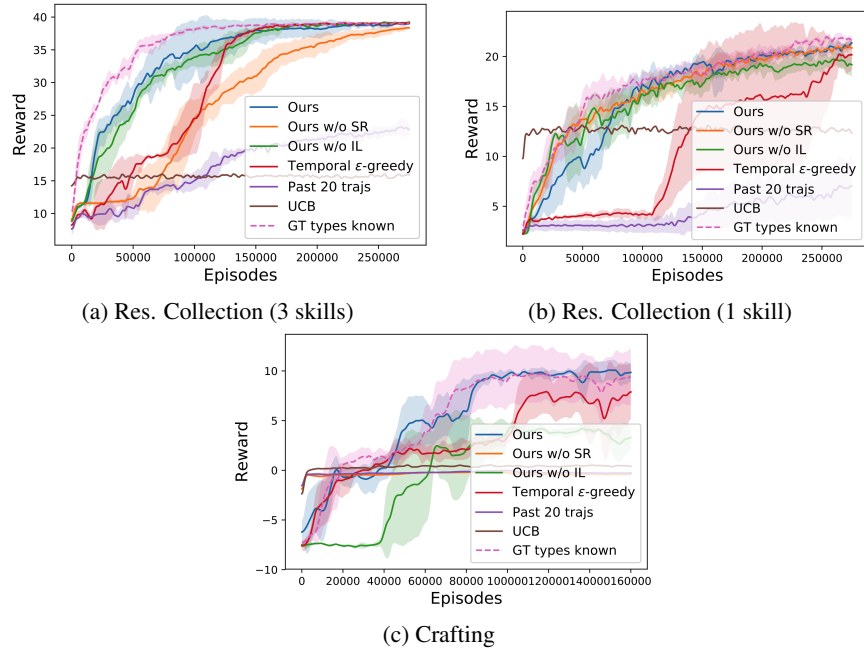 40
35
30
25
20
15
10
Reward
0
50000
100000
150000
200000
250000
Episodes
Ours
Ours w/o SR
Ours w/o IL
Temporal ε-greedy
Past 20 trajs
UCB
GT types known
(a) Res. Collection (3 skills)
20
15
10
5
Reward
0
50000
100000
150000
200000
250000
Episodes
Ours
Ours w/o SR
Ours w/o IL
Temporal ε-greedy
Past 20 trajs
UCB
GT types known
(b) Res. Collection (1 skill)
10
5
0
−5
−10
Reward
0
20000
40000
60000
80000
100000
120000
140000
160000
Episodes
Ours
Ours w/o SR
Ours w/o IL
Temporal ε-greedy
Past 20 trajs
UCB
GT types known
(c) Crafting